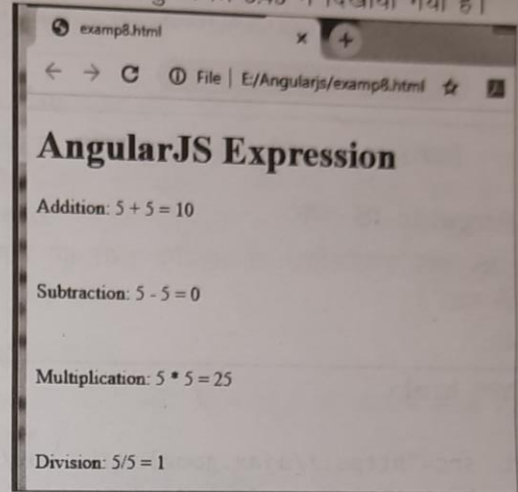 में दिखाया गया है।
examp8.html
File | E:/Angularjs/examp8.html
AngularJS Expression
Addition: 5 + 5 = 10
Subtraction: 5 - 5 = 0
Multiplication: 5 * 5 = 25
Division: 5/5 = 1